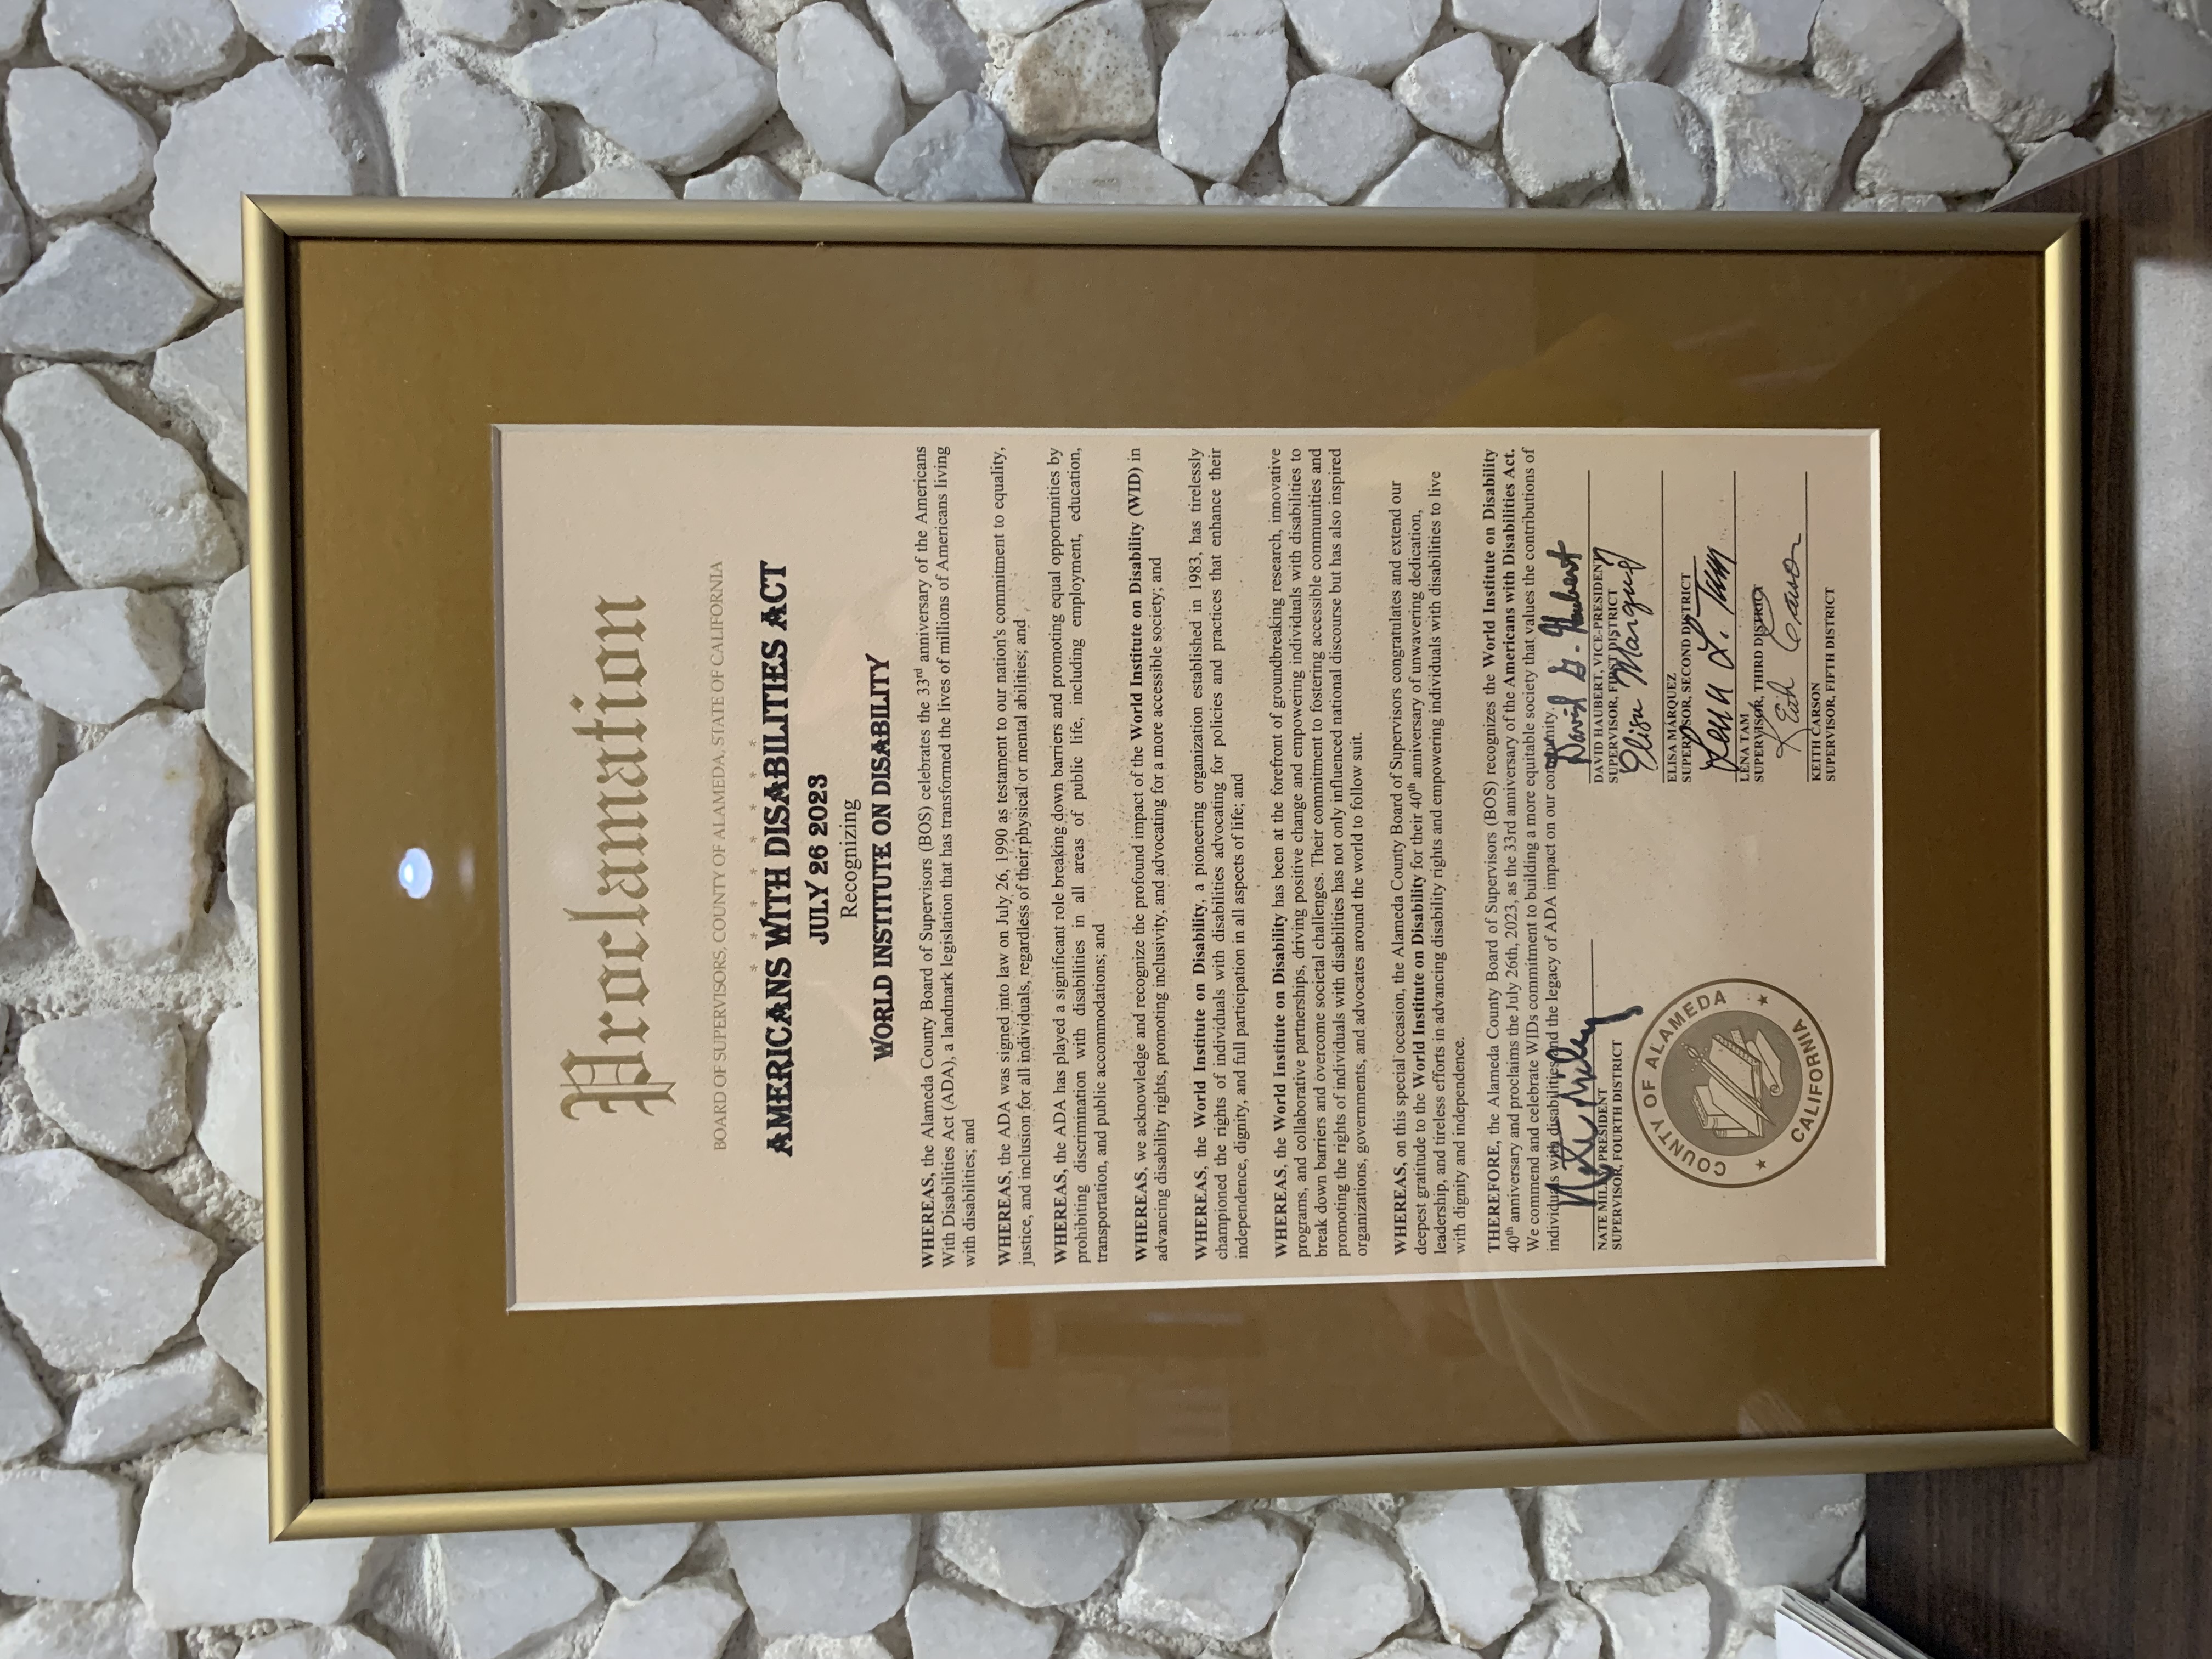 Proclamation
BOARD OF SUPERVISORS, COUNTY OF ALAMEDA, STATE OF CALIFORNIA
* * * * * * * *
AMERICANS WITH DISABILITIES ACT
JULY 26 2023
Recognizing
WORLD INSTITUTE ON DISABILITY
WHEREAS, the Alameda County Board of Supervisors (BOS) celebrates the 33rd anniversary of the Americans
With Disabilities Act (ADA), a landmark legislation that has transformed the lives of millions of Americans living
with disabilities; and
WHEREAS, the ADA was signed into law on July 26, 1990 as testament to our nation's commitment to equality,
justice, and inclusion for all individuals, regardless of their physical or mental abilities; and
WHEREAS, the ADA has played a significant role breaking down barriers and promoting equal opportunities by
prohibiting discrimination with disabilities in all areas of public life, including employment, education,
transportation, and public accommodations; and
WHEREAS, we acknowledge and recognize the profound impact of the World Institute on Disability (WID) in
advancing disability rights, promoting inclusivity, and advocating for a more accessible society; and
WHEREAS, the World Institute on Disability, a pioneering organization established in 1983, has tirelessly
championed the rights of individuals with disabilities advocating for policies and practices that enhance their
independence, dignity, and full participation in all aspects of life; and
WHEREAS, the World Institute on Disability has been at the forefront of groundbreaking research, innovative
programs, and collaborative partnerships, driving positive change and empowering individuals with disabilities to
break down barriers and overcome societal challenges. Their commitment to fostering accessible communities and
promoting the rights of individuals with disabilities has not only influenced national discourse but has also inspired
organizations, governments, and advocates around the world to follow suit.
WHEREAS, on this special occasion, the Alameda County Board of Supervisors congratulates and extend our
deepest gratitude to the World Institute on Disability for their 40th anniversary of unwavering dedication,
leadership, and tireless efforts in advancing disability rights and empowering individuals with disabilities to live
with dignity and independence.
THEREFORE, the Alameda County Board of Supervisors (BOS) recognizes the World Institute on Disability
40th anniversary and proclaims the July 26th, 2023, as the 33rd anniversary of the Americans with Disabilities Act.
We commend and celebrate WIDs commitment to building a more equitable society that values the contributions of
individuals with disabilities and the legacy of ADA impact on our community.
Nate Miley
NATE MILEY PRESIDENT
SUPERVISOR, FOURTH DISTRICT
COUNTY OF ALAMEDA
CALIFORNIA
David G. Haubert
DAVID HAUBERT, VICE-PRESIDENT
SUPERVISOR, FIRST DISTRICT
Elisa Marquez
ELISA MÁRQUEZ
SUPERVISOR, SECOND DISTRICT
Lena L. Tam
LENA TAM
SUPERVISOR, THIRD DISTRICT
Keith Carson
KEITH CARSON
SUPERVISOR, FIFTH DISTRICT